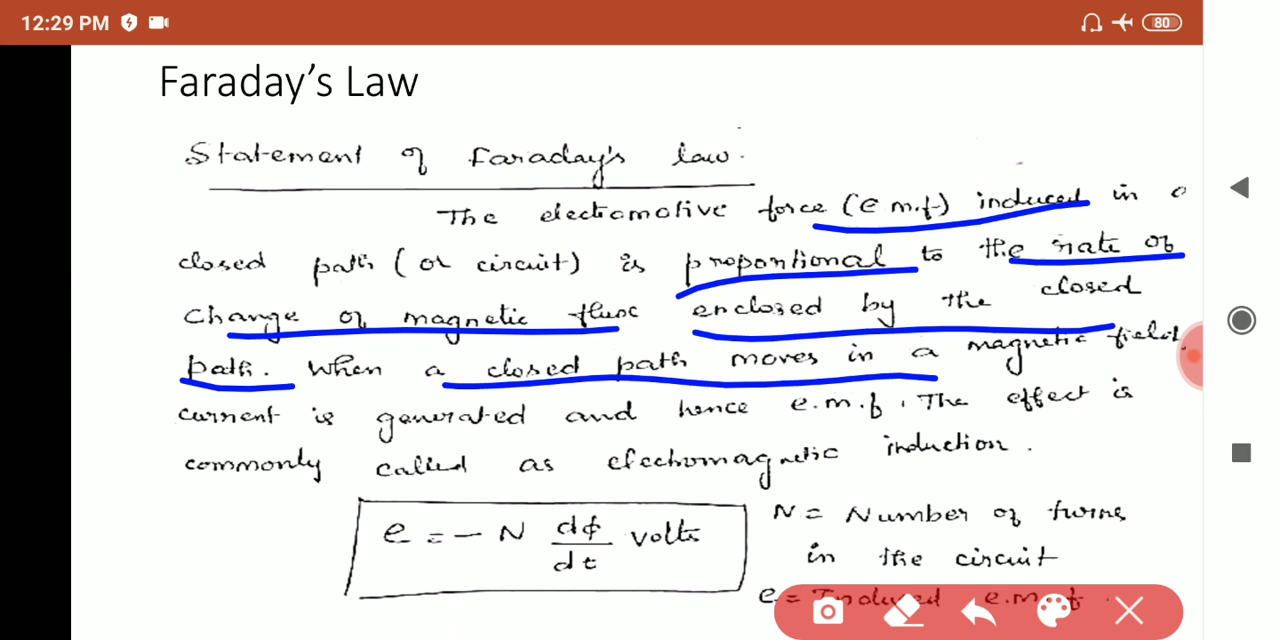 12:29 PM
80
Faraday's Law
Statement of Faraday's law.
The electromotive force (e m.f) induced in a
closed path (or circuit) is proportional to the rate of
change of magnetic flux enclosed by the closed
path. When a closed path moves in a magnetic field.
current is generated and hence e.m.f. The effect is
commonly called as electromagnetic induction.
e = - N dϕ/dt volts
N = Number of turns
in the circuit
e = Induced e.m.f.